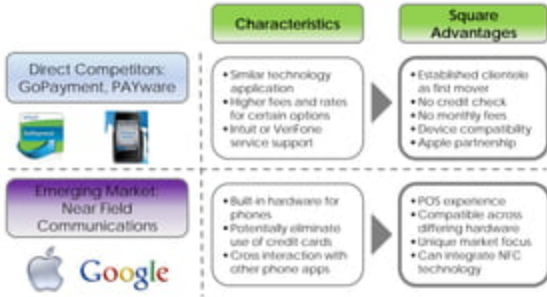 Characteristics
Square
Advantages
Direct Competitors:
GoPayment, PAYware
• Similar technology
application
• Higher fees and rates
for certain options
• Intuit or VeriFone
service support
• Established clientele
as first mover
• No credit check
• No monthly fees
• Device compatibility
• Apple partnership
Emerging Market:
Near Field
Communications
Google
• Built-in hardware for
phones
• Potentially eliminate
use of credit cards
• Cross interaction with
other phone apps
• POS experience
• Compatible across
differing hardware
• Unique market focus
• Can integrate NFC
technology